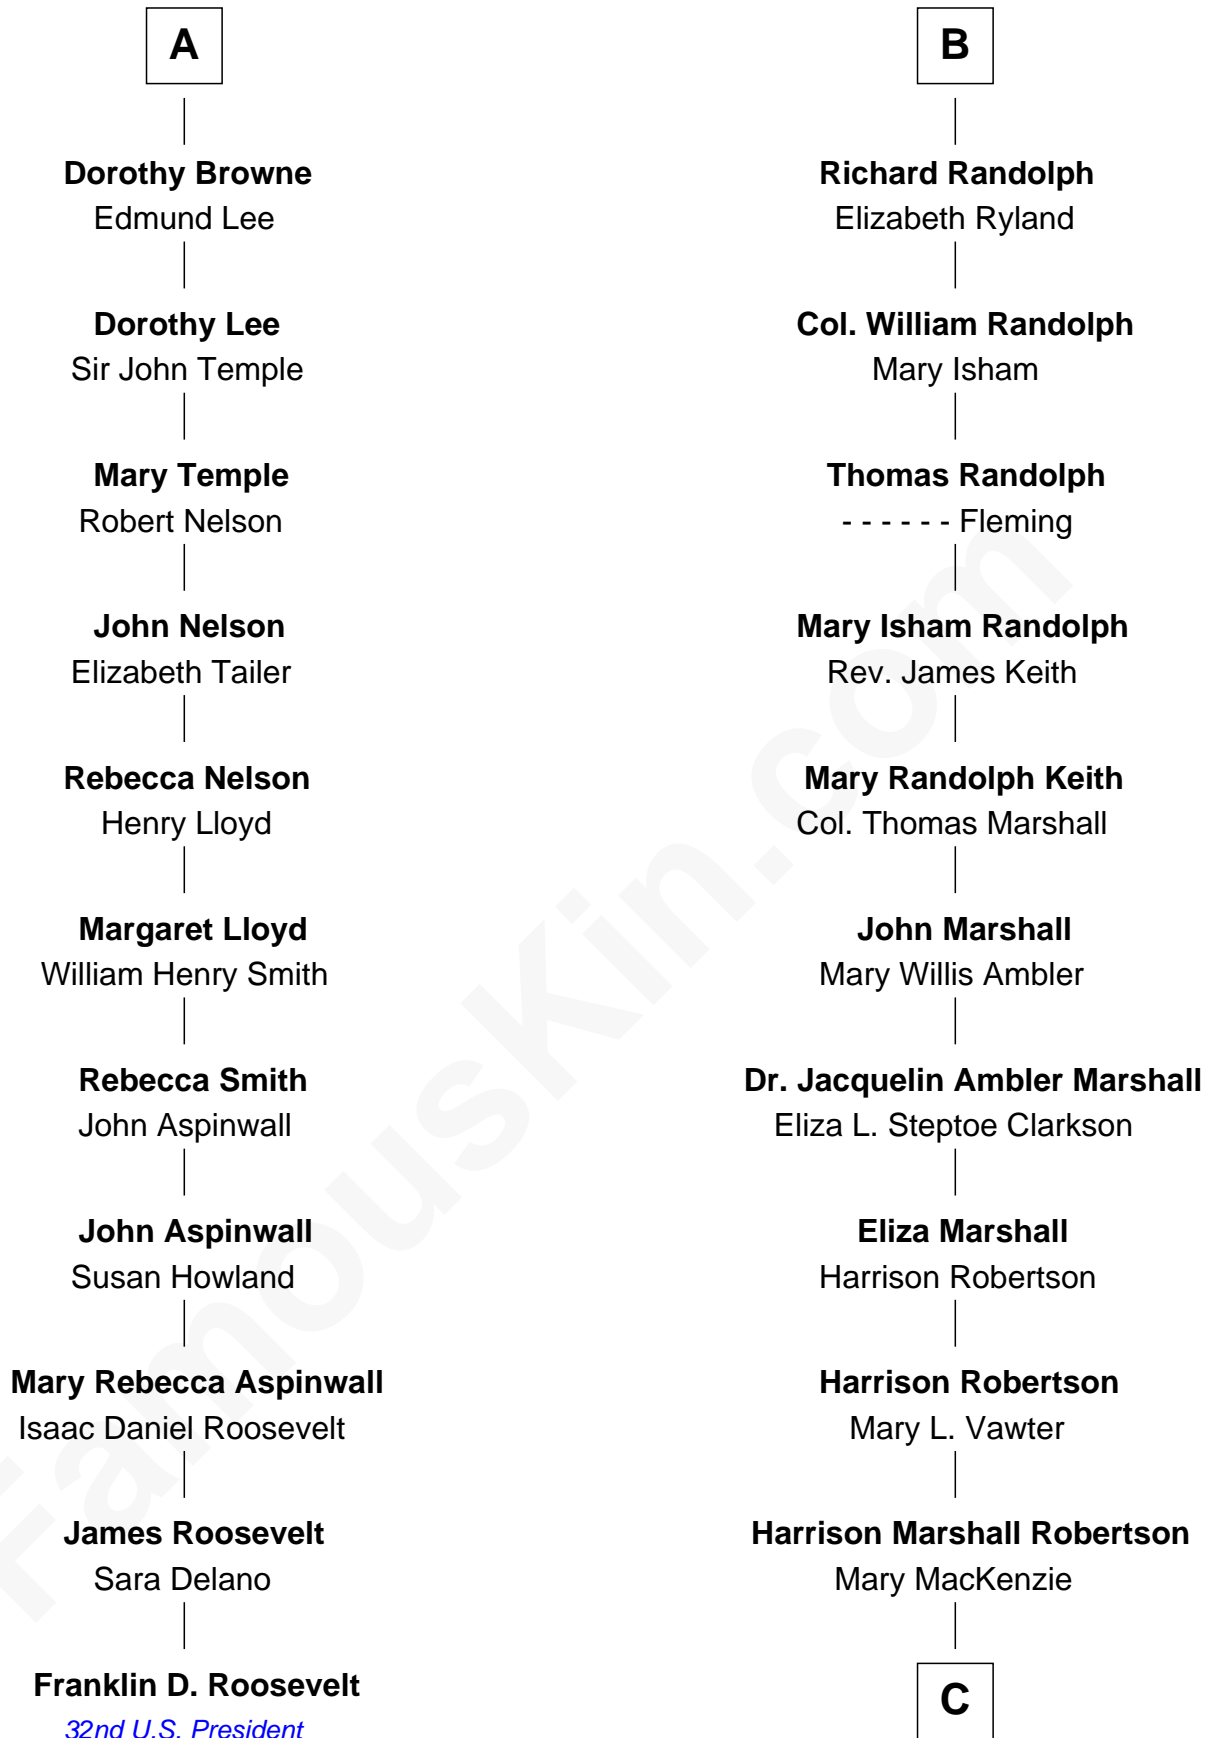 A
Dorothy Browne
Edmund Lee
Dorothy Lee
Sir John Temple
Mary Temple
Robert Nelson
John Nelson
Elizabeth Tailer
Rebecca Nelson
Henry Lloyd
Margaret Lloyd
William Henry Smith
Rebecca Smith
John Aspinwall
John Aspinwall
Susan Howland
Mary Rebecca Aspinwall
Isaac Daniel Roosevelt
James Roosevelt
Sara Delano
Franklin D. Roosevelt
32nd U.S. President
B
Richard Randolph
Elizabeth Ryland
Col. William Randolph
Mary Isham
Thomas Randolph
- - - - - - Fleming
Mary Isham Randolph
Rev. James Keith
Mary Randolph Keith
Col. Thomas Marshall
John Marshall
Mary Willis Ambler
Dr. Jacquelin Ambler Marshall
Eliza L. Steptoe Clarkson
Eliza Marshall
Harrison Robertson
Harrison Robertson
Mary L. Vawter
Harrison Marshall Robertson
Mary MacKenzie
C
FamousKin.com